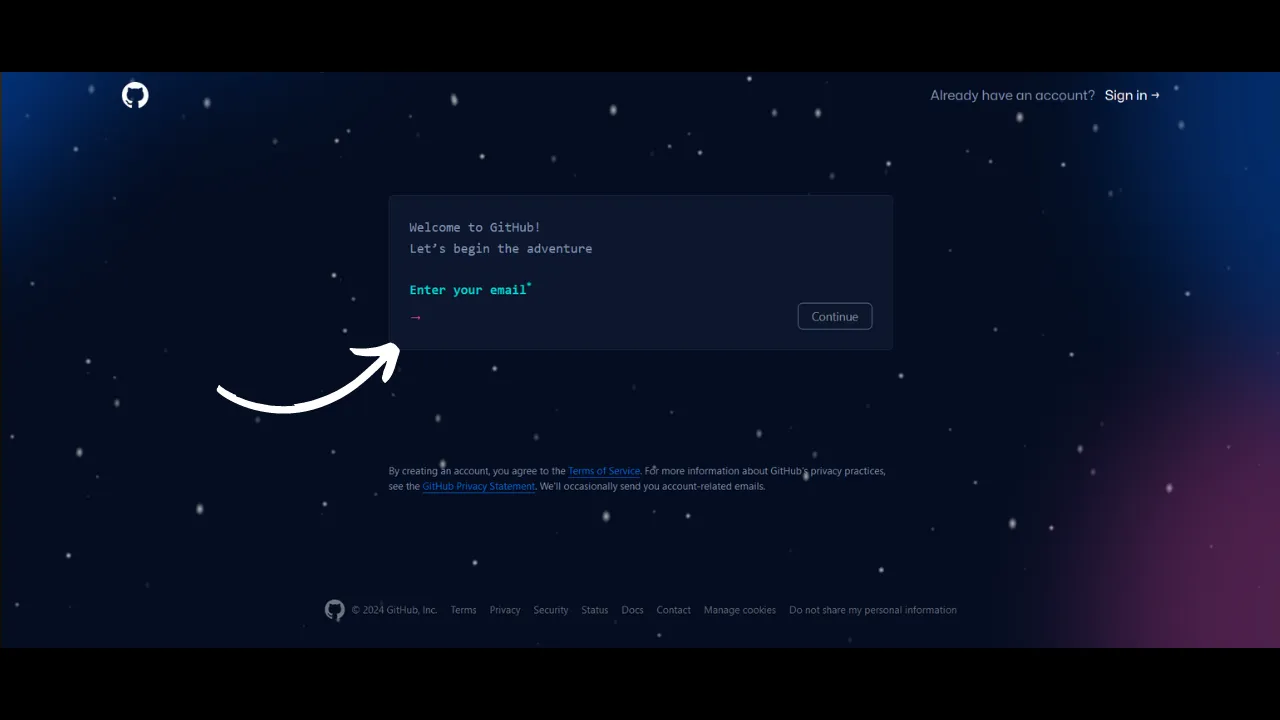 Already have an account? Sign in →
Welcome to GitHub!
Let’s begin the adventure
Enter your email*
→
Continue
By creating an account, you agree to the Terms of Service. For more information about GitHub's privacy practices,
see the GitHub Privacy Statement. We'll occasionally send you account-related emails.
© 2024 GitHub, Inc. Terms Privacy Security Status Docs Contact Manage cookies Do not share my personal information